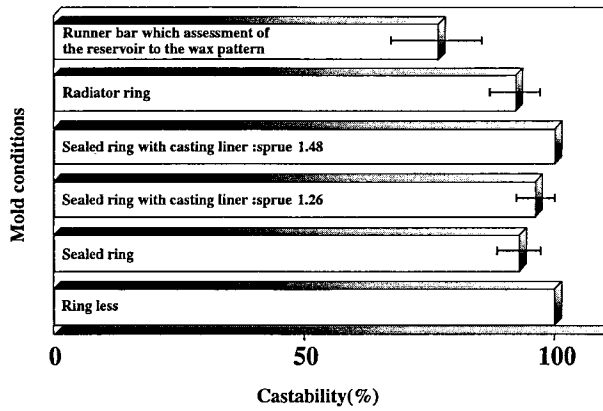 Runner bar which assessment of
the reservoir to the wax pattern
Radiator ring
Sealed ring with casting liner :sprue 1.48
Sealed ring with casting liner :sprue 1.26
Sealed ring
Ring less
Mold conditions
0 50 100
Castability(%)